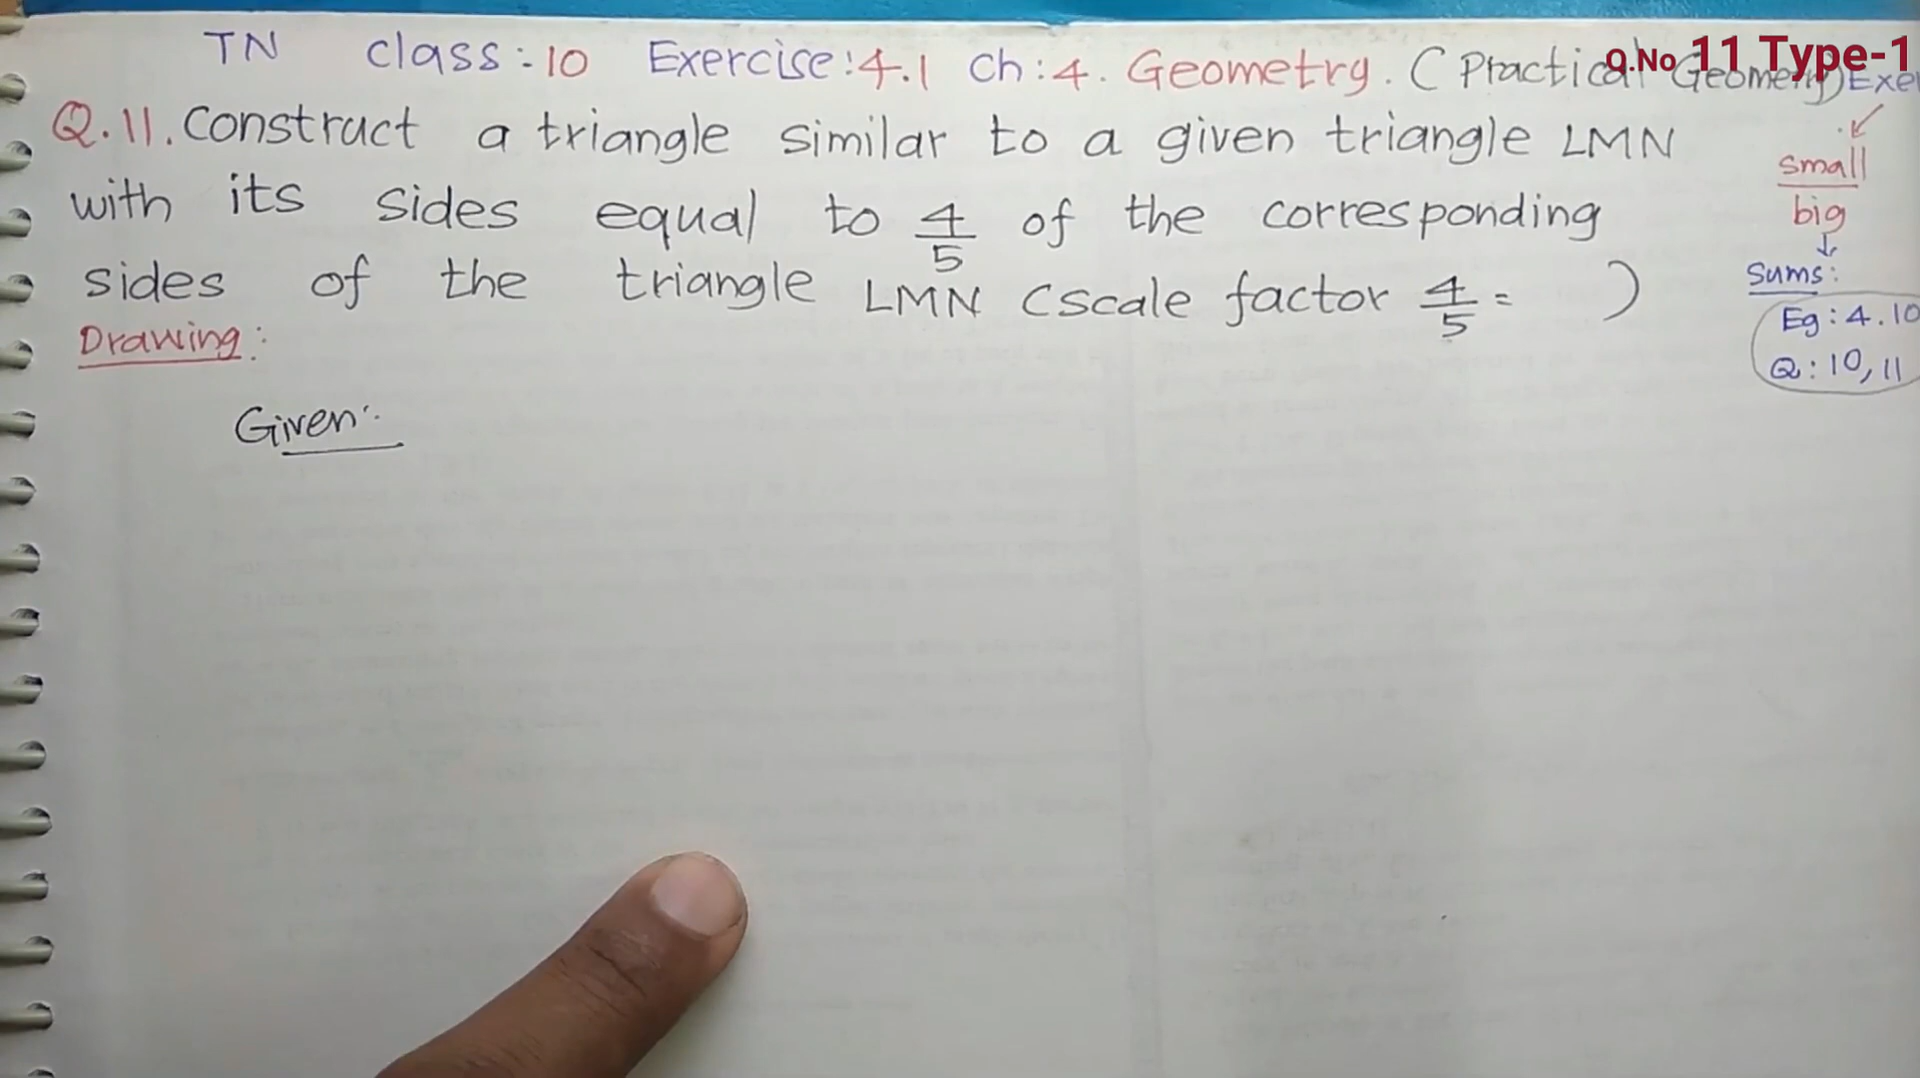 TN Class:10 Exercise:4.1 Ch:4. Geometry. ( Practical Geometry) Exe
Q.No 11 Type-1
Q.11. Construct a triangle similar to a given triangle LMN
with its sides equal to 4/5 of the corresponding
sides of the triangle LMN (scale factor 4/5 = )
small
big
Sums:
Eg: 4.10
Q: 10, 11
Drawing:
Given: